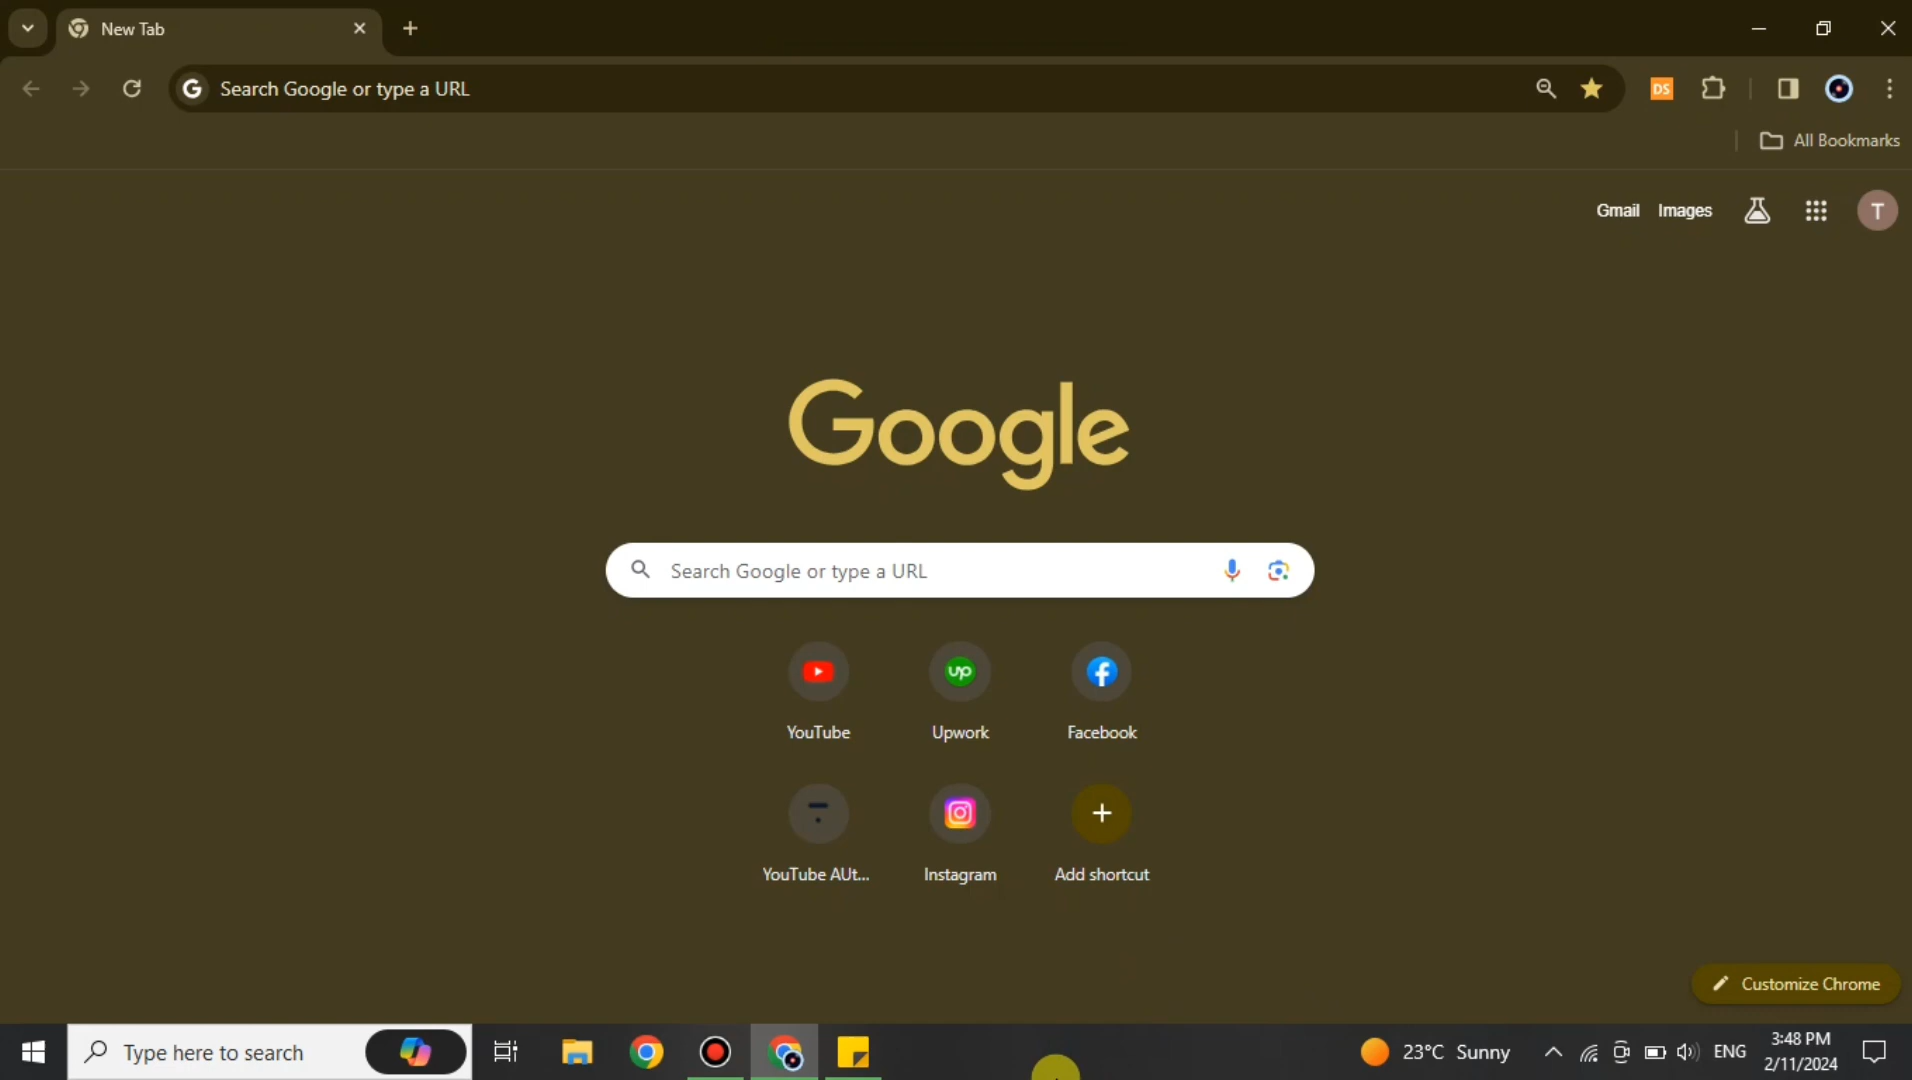 New Tab
Search Google or type a URL
DS
All Bookmarks
Gmail Images
T
Google
Search Google or type a URL
YouTube Upwork Facebook
YouTube AUt... Instagram Add shortcut
Customize Chrome
Type here to search
23°C Sunny
ENG
3:48 PM
2/11/2024